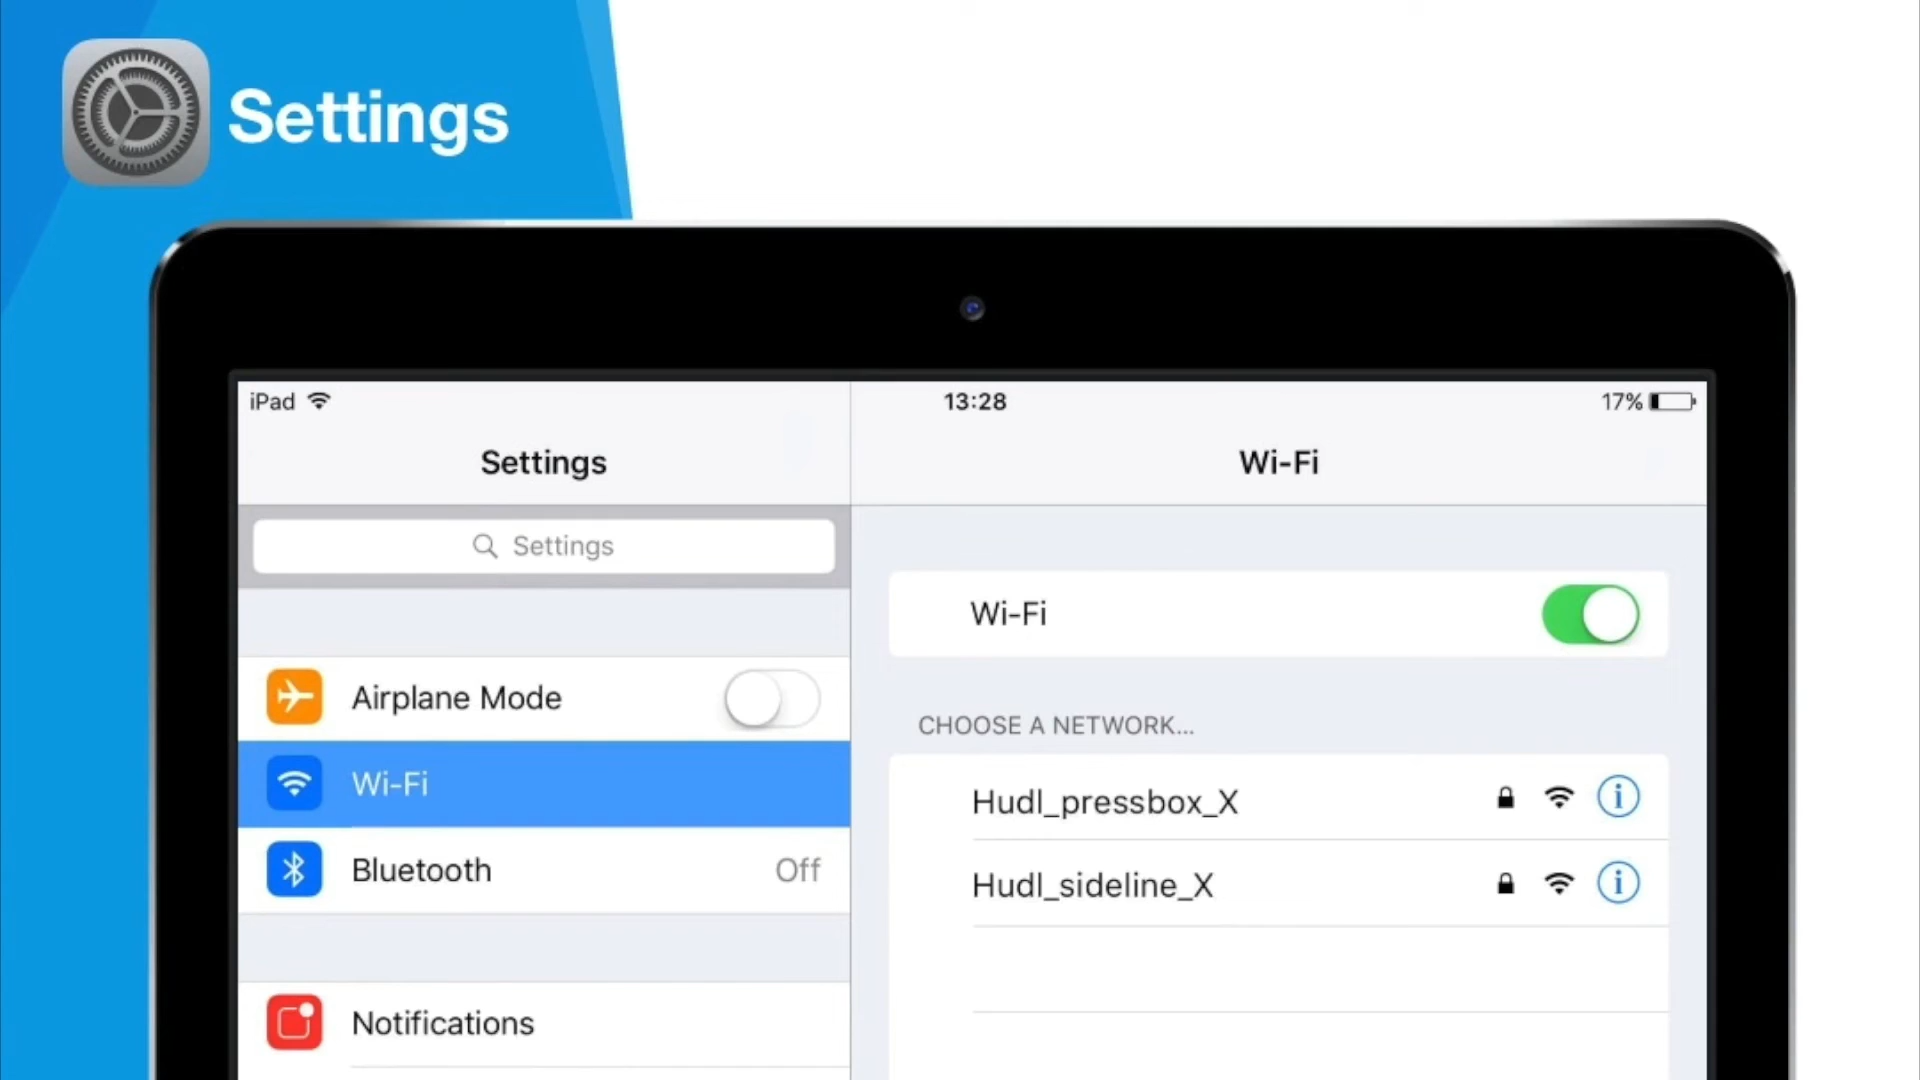 Settings
iPad
13:28
17%
Settings
Wi-Fi
Settings
Wi-Fi
Airplane Mode
CHOOSE A NETWORK...
Wi-Fi
Hudl_pressbox_X
Bluetooth
Off
Hudl_sideline_X
Notifications